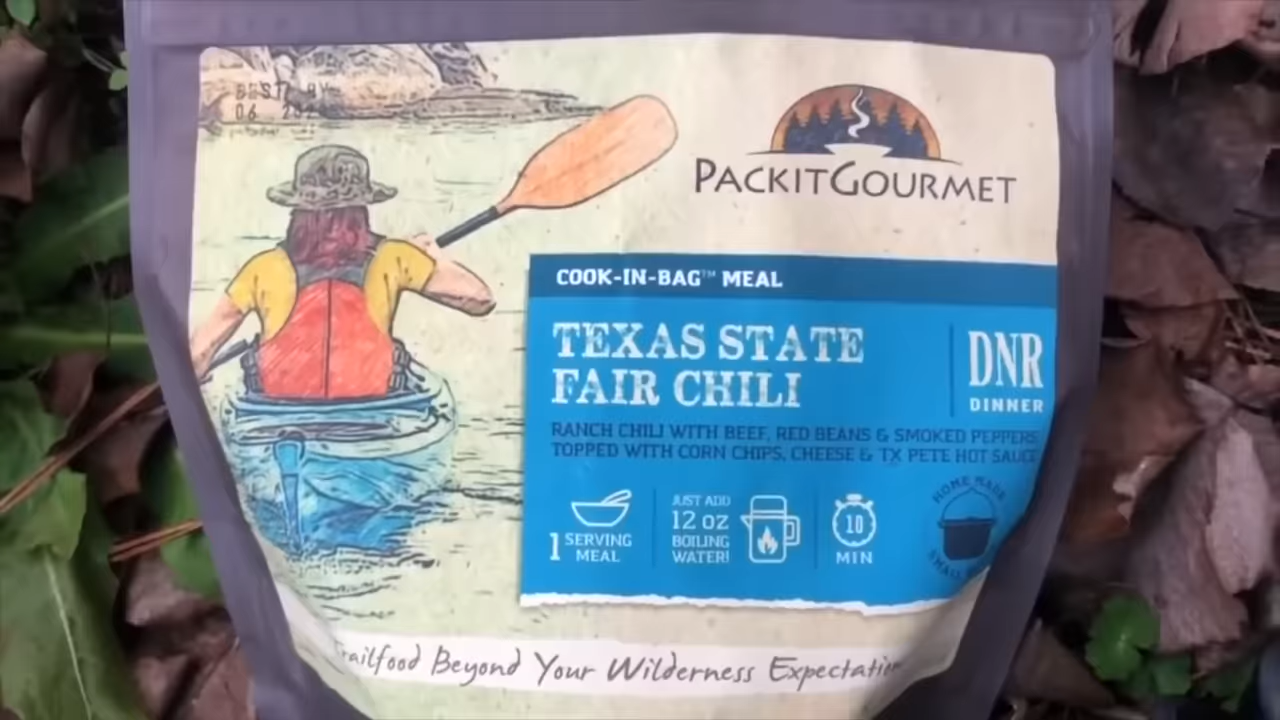 BEST BY
06
PACKITGOURMET
COOK-IN-BAG™ MEAL
TEXAS STATE
FAIR CHILI
DNR
DINNER
RANCH CHILI WITH BEEF, RED BEANS & SMOKED PEPPERS
TOPPED WITH CORN CHIPS, CHEESE & TX PETE HOT SAUCE
1 SERVING
MEAL
JUST ADD
12 OZ
BOILING
WATER!
10
MIN
HOME MADE
SMALL
Trailfood Beyond Your Wilderness